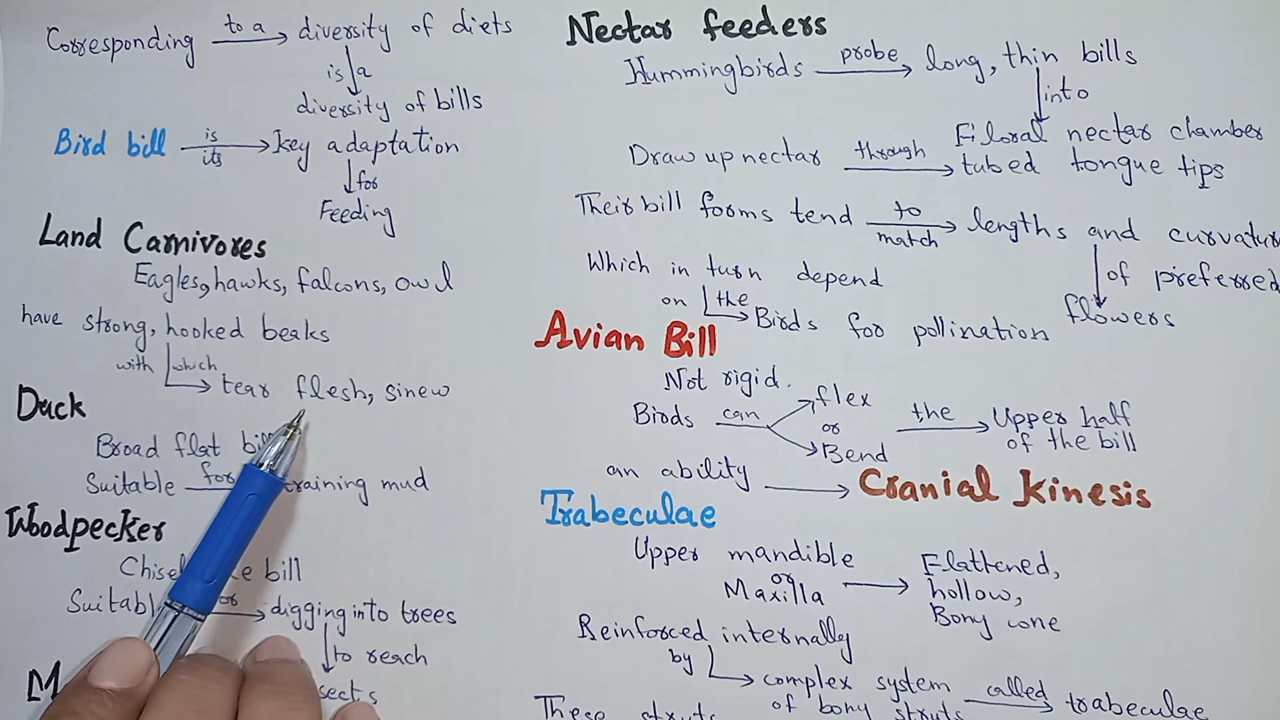 Corresponding to a diversity of diets
is a
diversity of bills
Bird bill is its Key adaptation
for
Feeding
Land Carnivores
Eagles, hawks, falcons, owl
have strong, hooked beaks
with which
tear flesh, sinew
Duck
Broad flat bill
Suitable for training mud
Woodpecker
bill
digging into trees
to reach
Nectar feeders
Hummingbirds probe long, thin bills
into
Floral nectar chamber
Draw up nectar through tubed tongue tips
Their bill forms tend to match lengths and curvatur
of preferred
flowers
Which in turn depend
on the
Birds for pollination
Avian Bill
Not rigid.
Birds can flex or Bend the Upper half of the bill
an ability Cranial Kinesis
Trabeculae
Upper mandible
or
Maxilla
Flattened,
hollow,
Bony cone
Reinforced internally
by
complex system called trabeculae
of bony struts
These struts